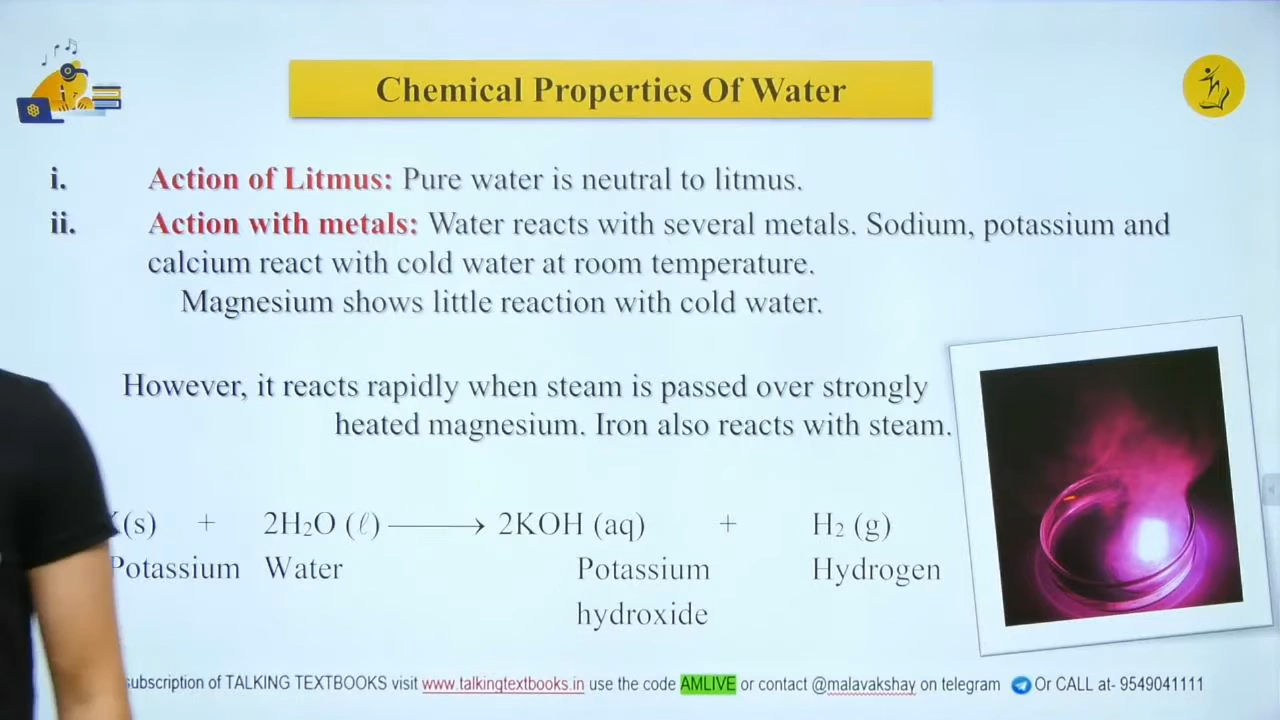 Chemical Properties Of Water
i. Action of Litmus: Pure water is neutral to litmus.
ii. Action with metals: Water reacts with several metals. Sodium, potassium and
calcium react with cold water at room temperature.
Magnesium shows little reaction with cold water.
However, it reacts rapidly when steam is passed over strongly
heated magnesium. Iron also reacts with steam.
(s) + 2H₂O (ℓ) ⟶ 2KOH (aq) + H₂ (g)
Potassium Water Potassium Hydrogen
hydroxide
subscription of TALKING TEXTBOOKS visit www.talkingtextbooks.in use the code AMLIVE or contact @malavakshay on telegram Or CALL at- 9549041111